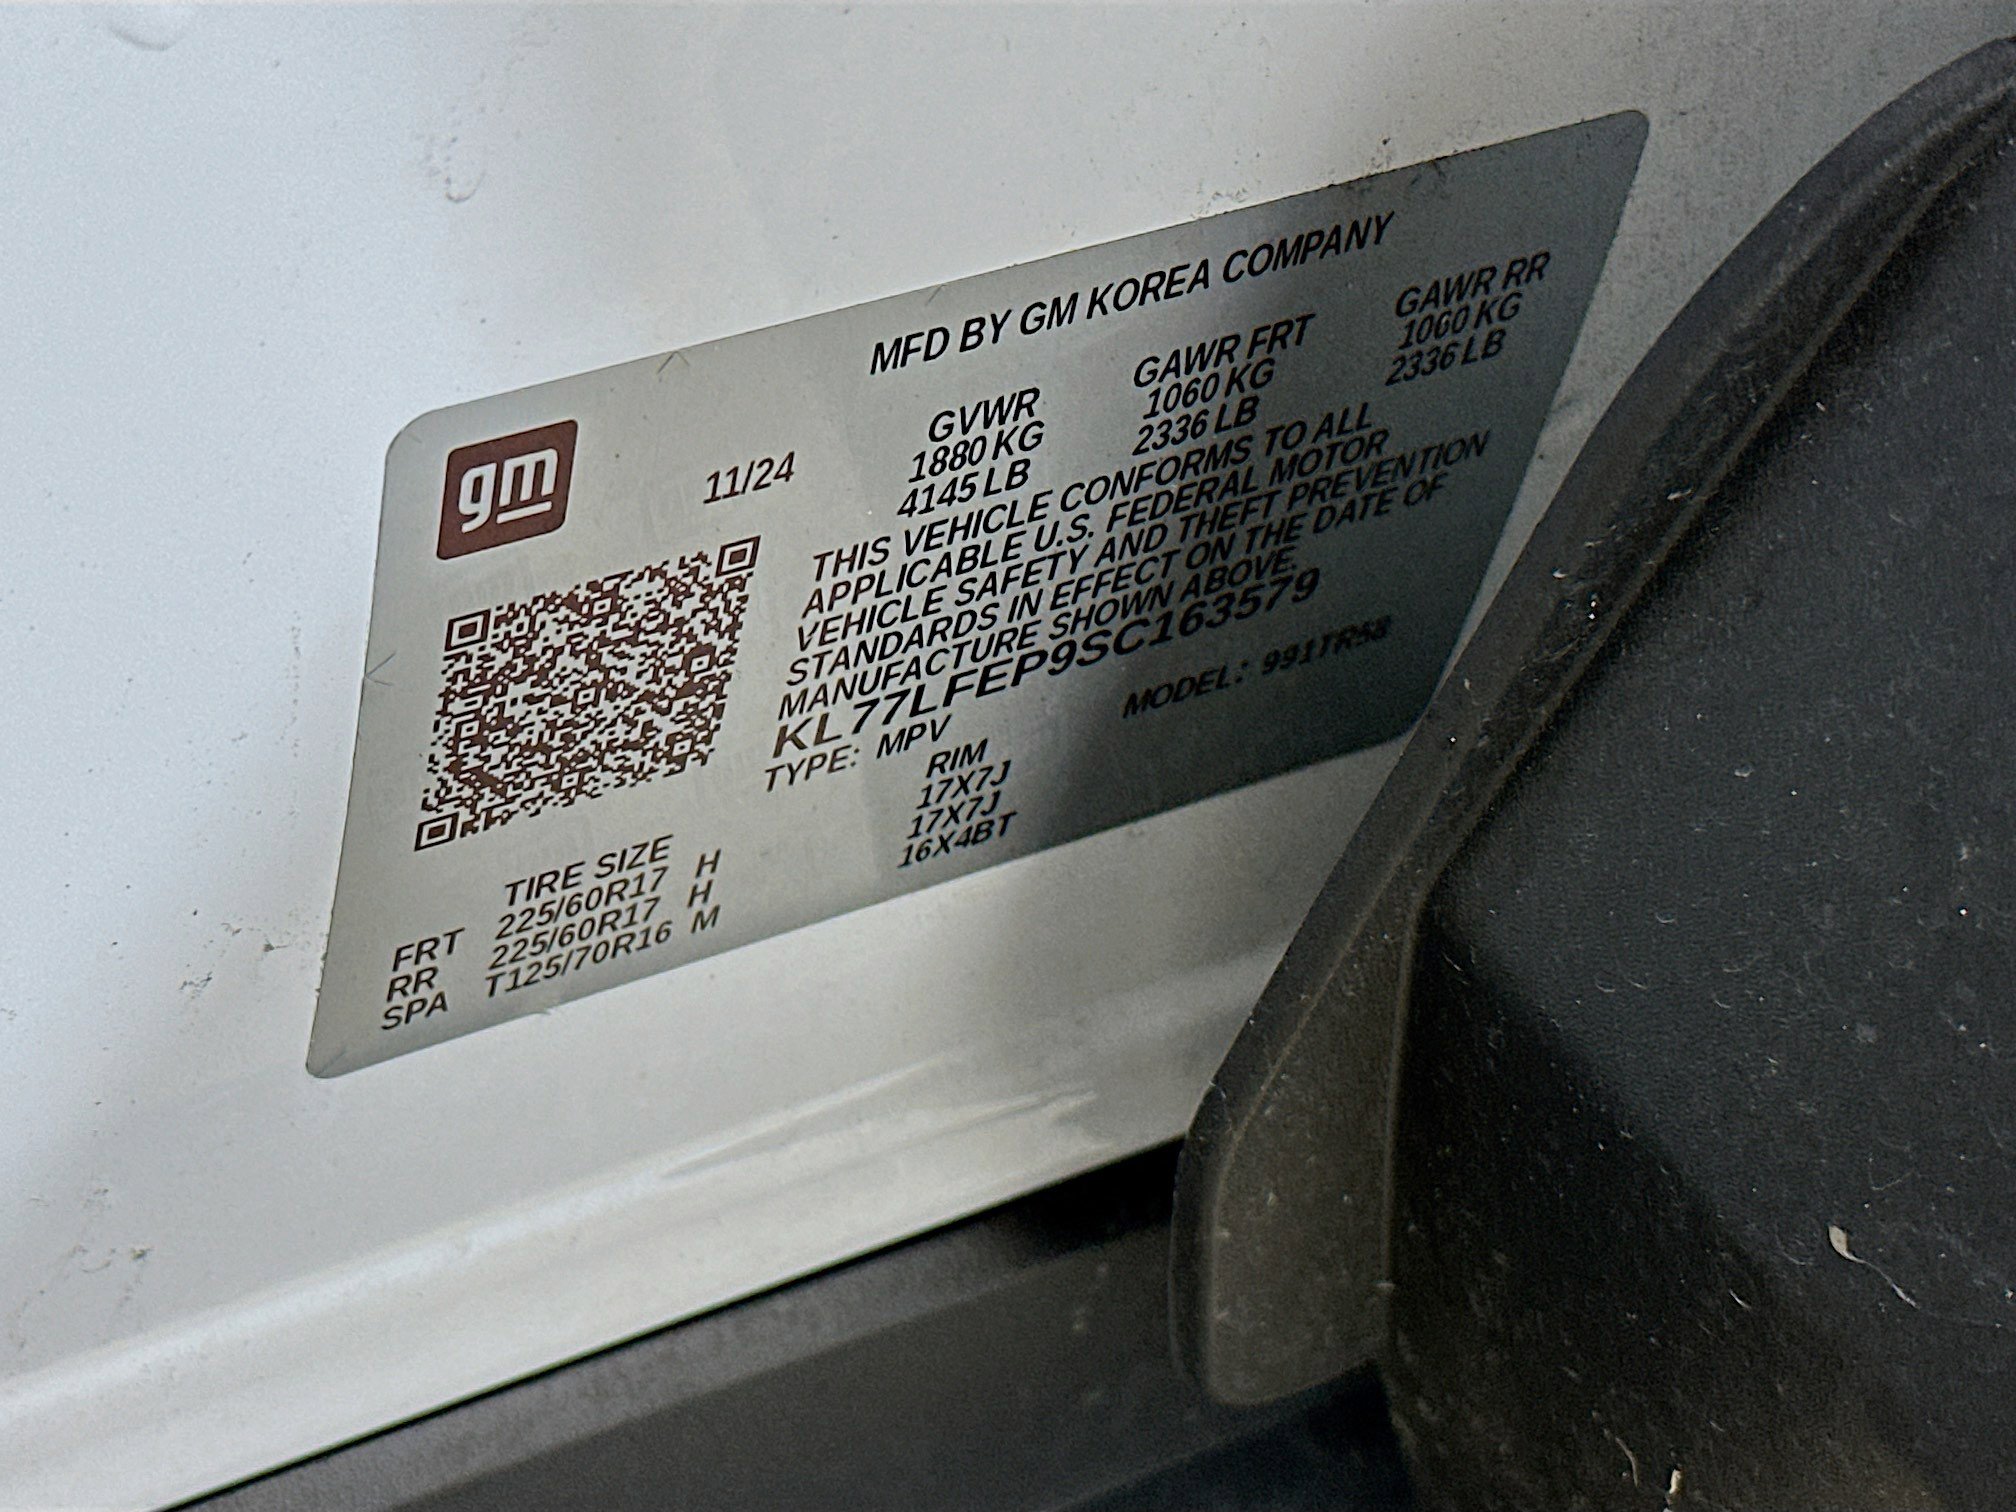 gm
MFD BY GM KOREA COMPANY
11/24
GVWR GAWR FRT GAWR RR
1880 KG 1060 KG 1060 KG
4145 LB 2336 LB 2336 LB
THIS VEHICLE CONFORMS TO ALL
APPLICABLE U.S. FEDERAL MOTOR
VEHICLE SAFETY AND THEFT PREVENTION
STANDARDS IN EFFECT ON THE DATE OF
MANUFACTURE SHOWN ABOVE.
KL77LFEP9SC163579
TYPE: MPV MODEL: 991TR58
TIRE SIZE RIM
FRT 225/60R17 H 17X7J
RR 225/60R17 H 17X7J
SPA T125/70R16 M 16X4BT